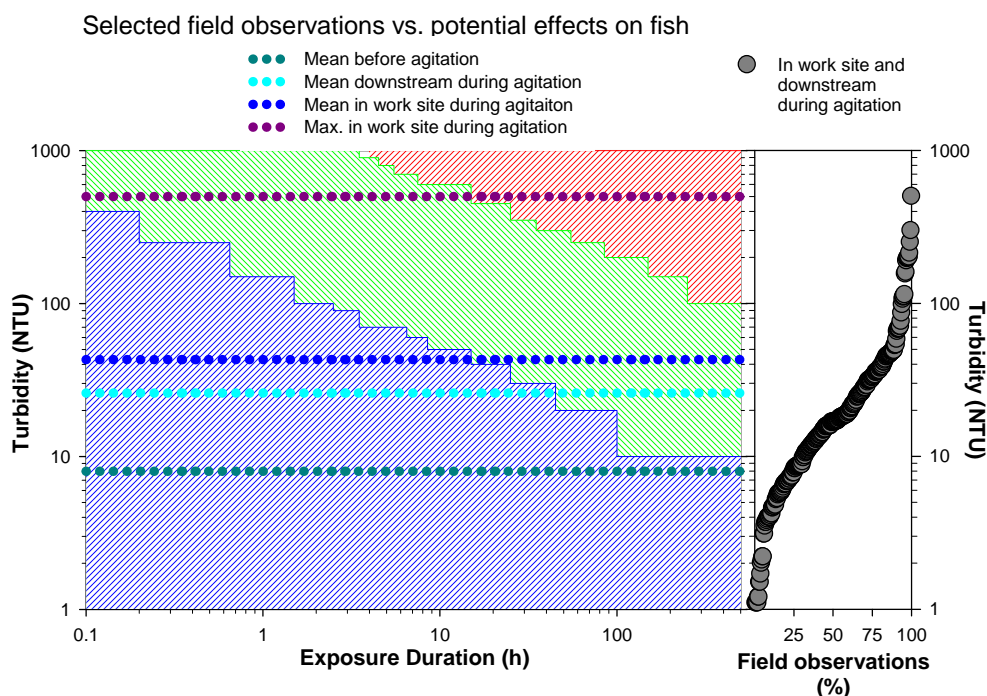 Selected field observations vs. potential effects on fish
Mean before agitation
Mean downstream during agitation
Mean in work site during agitaiton
Max. in work site during agitation
In work site and
downstream
during agitation
1000
100
10
1
Turbidity (NTU)
0.1
1
10
100
Exposure Duration (h)
1000
100
10
1
Turbidity (NTU)
25
50
75
100
Field observations
(%)